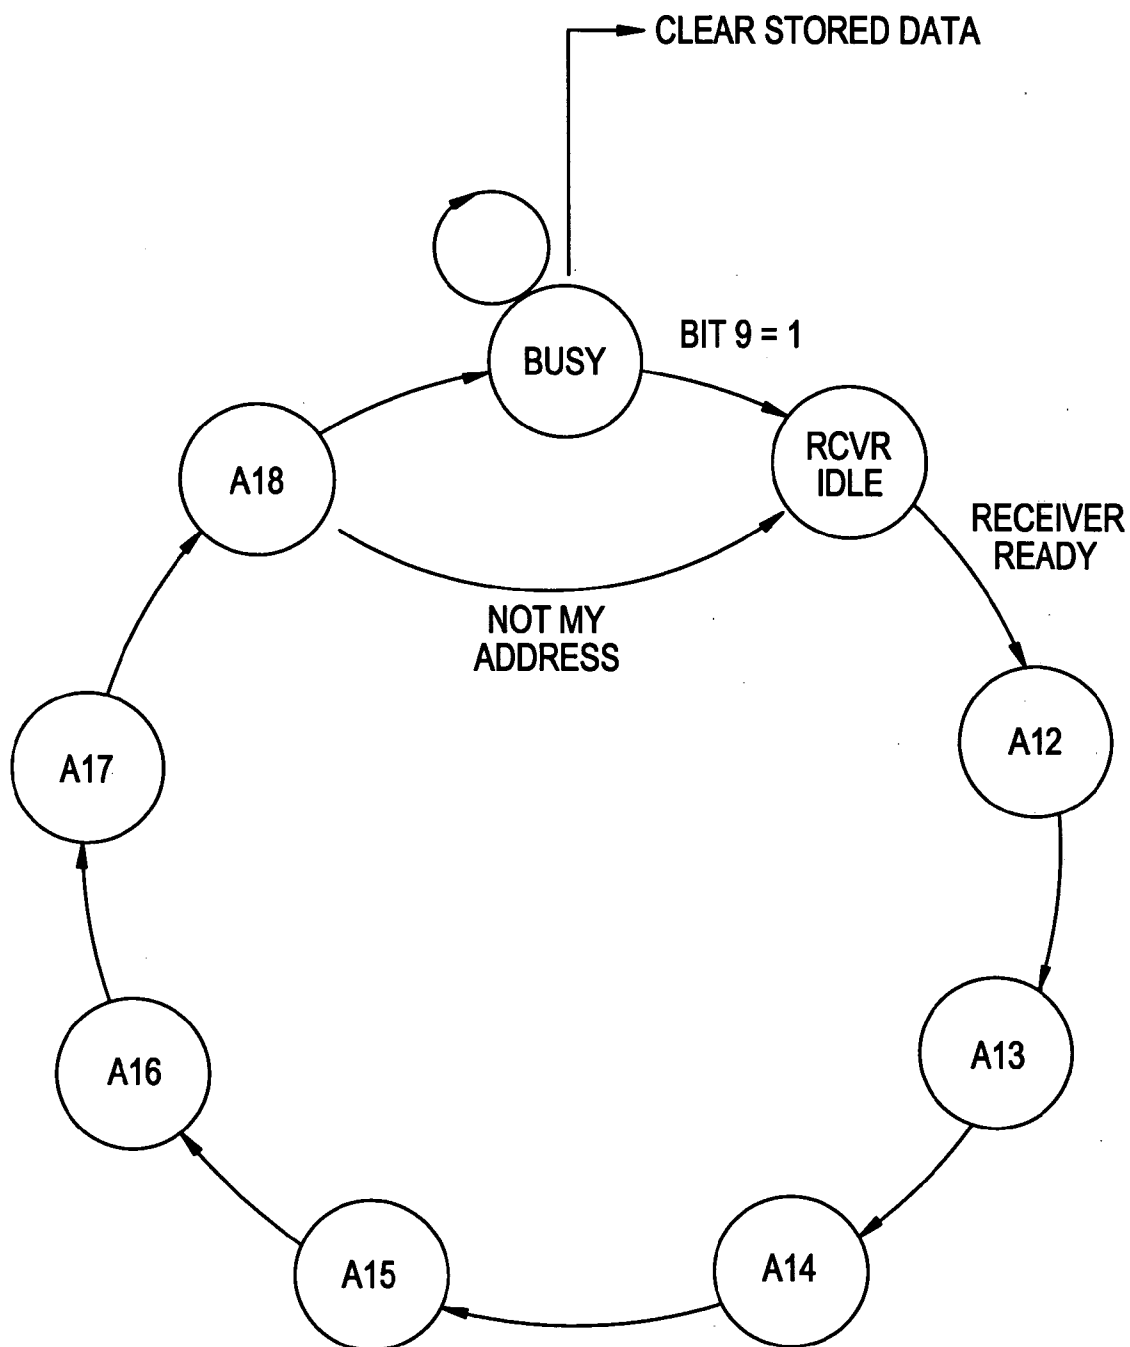 CLEAR STORED DATA
BUSY
BIT 9 = 1
RCVR
IDLE
A18
RECEIVER
READY
NOT MY
ADDRESS
A12
A17
A13
A16
A14
A15